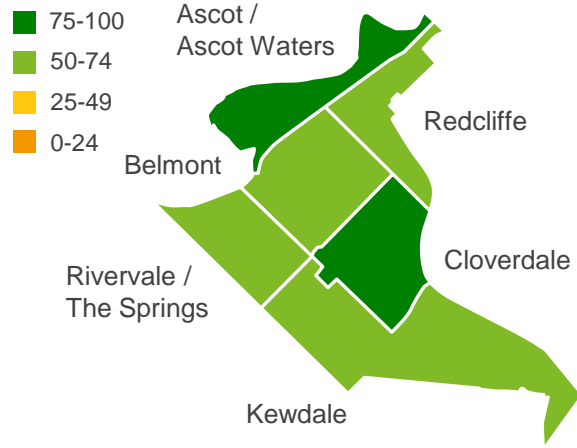 75-100
50-74
25-49
0-24
Ascot /
Ascot Waters
Redcliffe
Belmont
Cloverdale
Rivervale /
The Springs
Kewdale